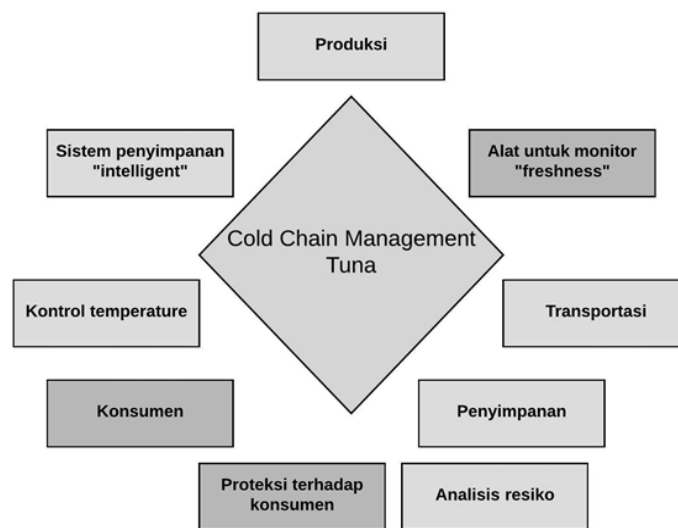 Produksi
Sistem penyimpanan
"intelligent"
Alat untuk monitor
"freshness"
Cold Chain Management
Tuna
Kontrol temperature
Transportasi
Konsumen
Penyimpanan
Proteksi terhadap
konsumen
Analisis resiko